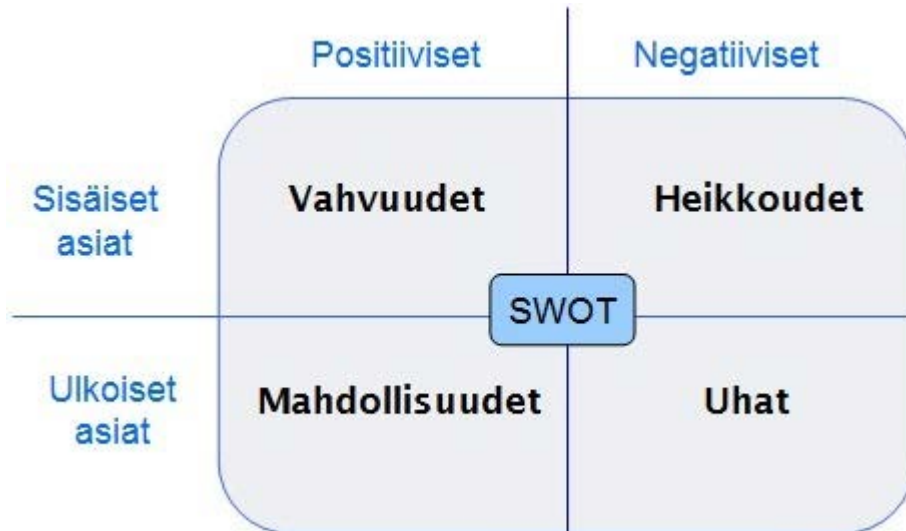 Positiiviset
Negatiiviset
Sisäiset
asiat
Vahvuudet
Heikkoudet
SWOT
Ulkoiset
asiat
Mahdollisuudet
Uhat